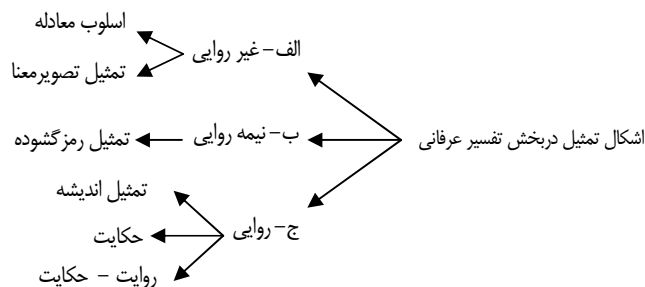 اشکال تمثیل دربخش تفسیر عرفانی
الف- غیر روایی
اسلوب معادله
تمثیل تصویرمعنا
ب- نیمه روایی
تمثیل رمزگشوده
ج- روایی
تمثیل اندیشه
حکایت
روایت - حکایت